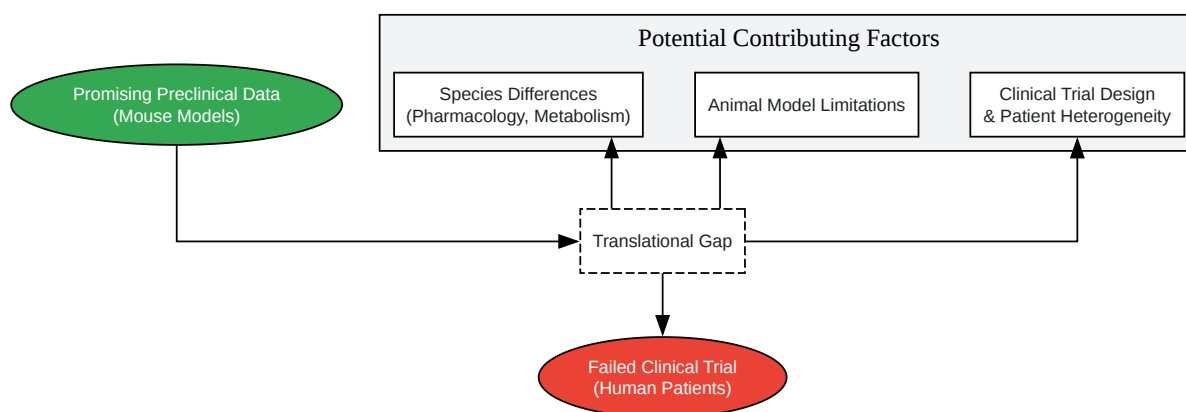 Potential Contributing Factors
Promising Preclinical Data
(Mouse Models)
Species Differences
(Pharmacology, Metabolism)
Animal Model Limitations
Clinical Trial Design
& Patient Heterogeneity
Translational Gap
Failed Clinical Trial
(Human Patients)